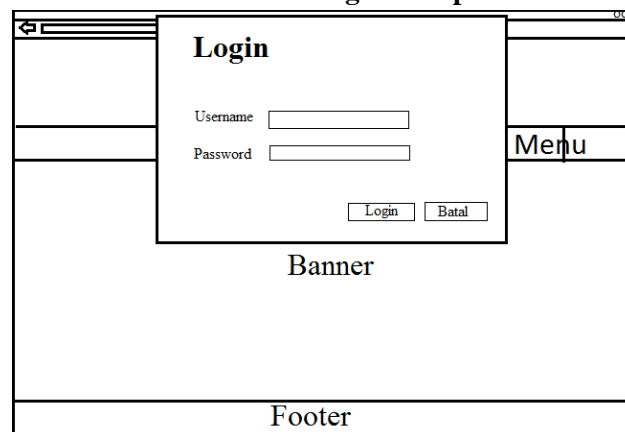 Login
Username
Password
Menu
Login Batal
Banner
Footer